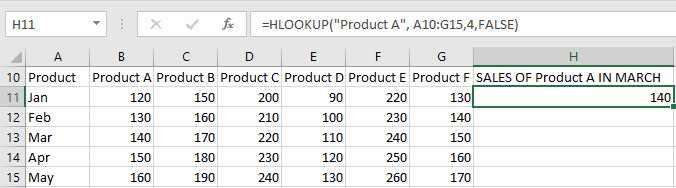 H11 fx =HLOOKUP("Product A", A10:G15,4,FALSE)
A B C D E F G H
10 Product Product A Product B Product C Product D Product E Product F SALES OF Product A IN MARCH
11 Jan 120 150 200 90 220 130 140
12 Feb 130 160 210 100 230 140
13 Mar 140 170 220 110 240 150
14 Apr 150 180 230 120 250 160
15 May 160 190 240 130 260 170